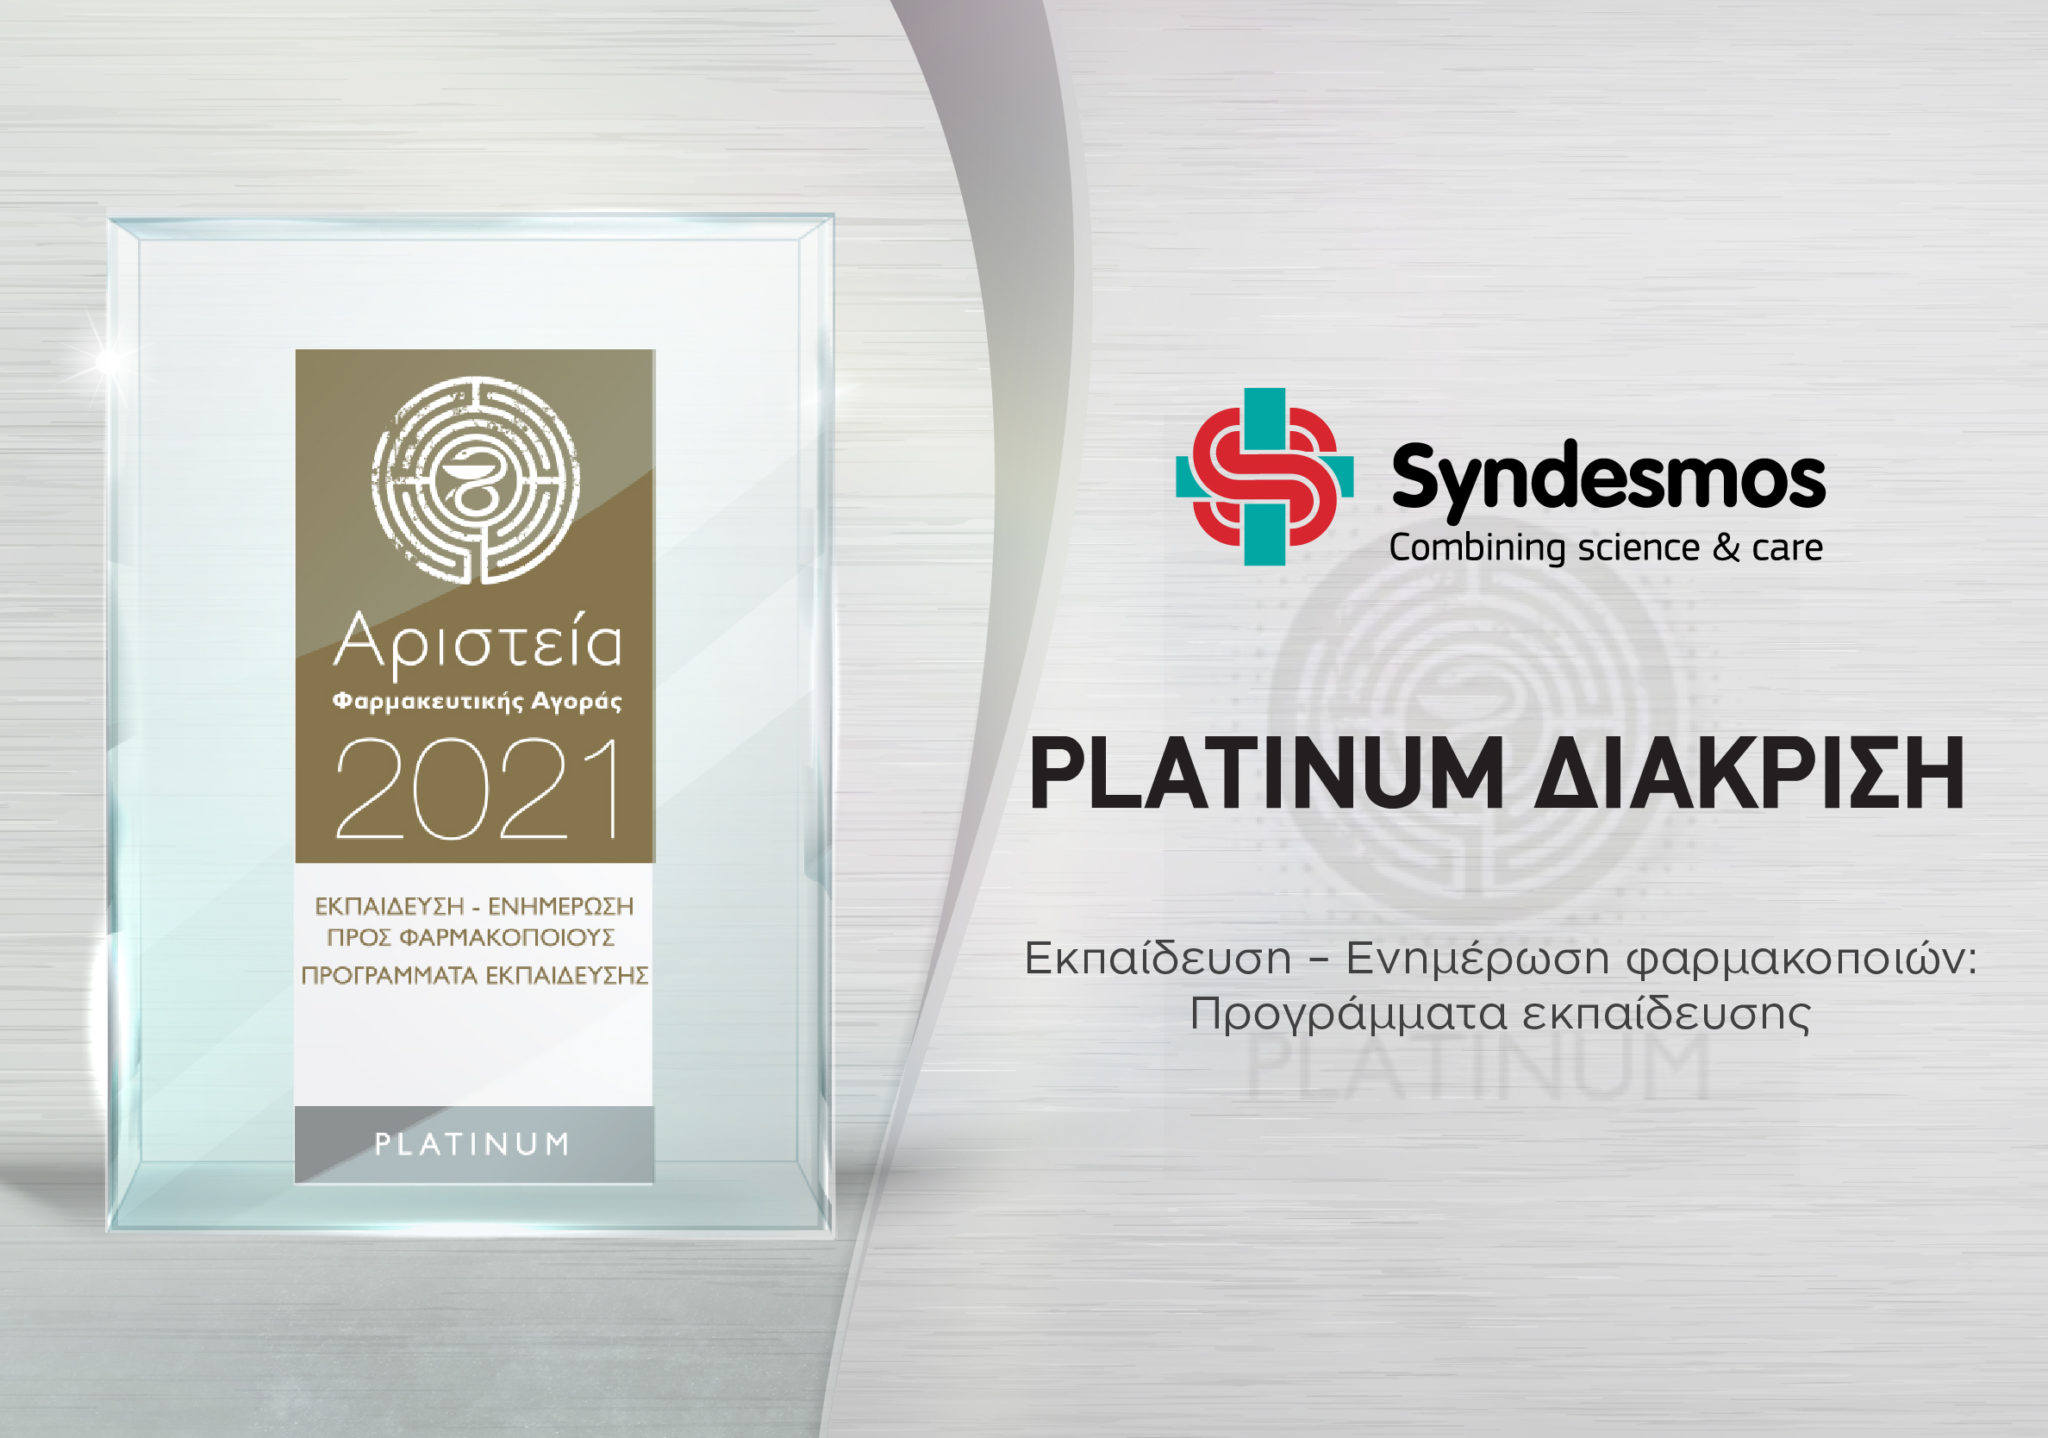 Αριστεία
Φαρμακευτικής Αγοράς
2021
ΕΚΠΑΙΔΕΥΣΗ - ΕΝΗΜΕΡΩΣΗ
ΠΡΟΣ ΦΑΡΜΑΚΟΠΟΙΟΥΣ
ΠΡΟΓΡΑΜΜΑΤΑ ΕΚΠΑΙΔΕΥΣΗΣ
PLATINUM
Syndesmos
Combining science & care
PLATINUM ΔΙΑΚΡΙΣΗ
Εκπαίδευση – Ενημέρωση φαρμακοποιών:
Προγράμματα εκπαίδευσης
PLATINUM